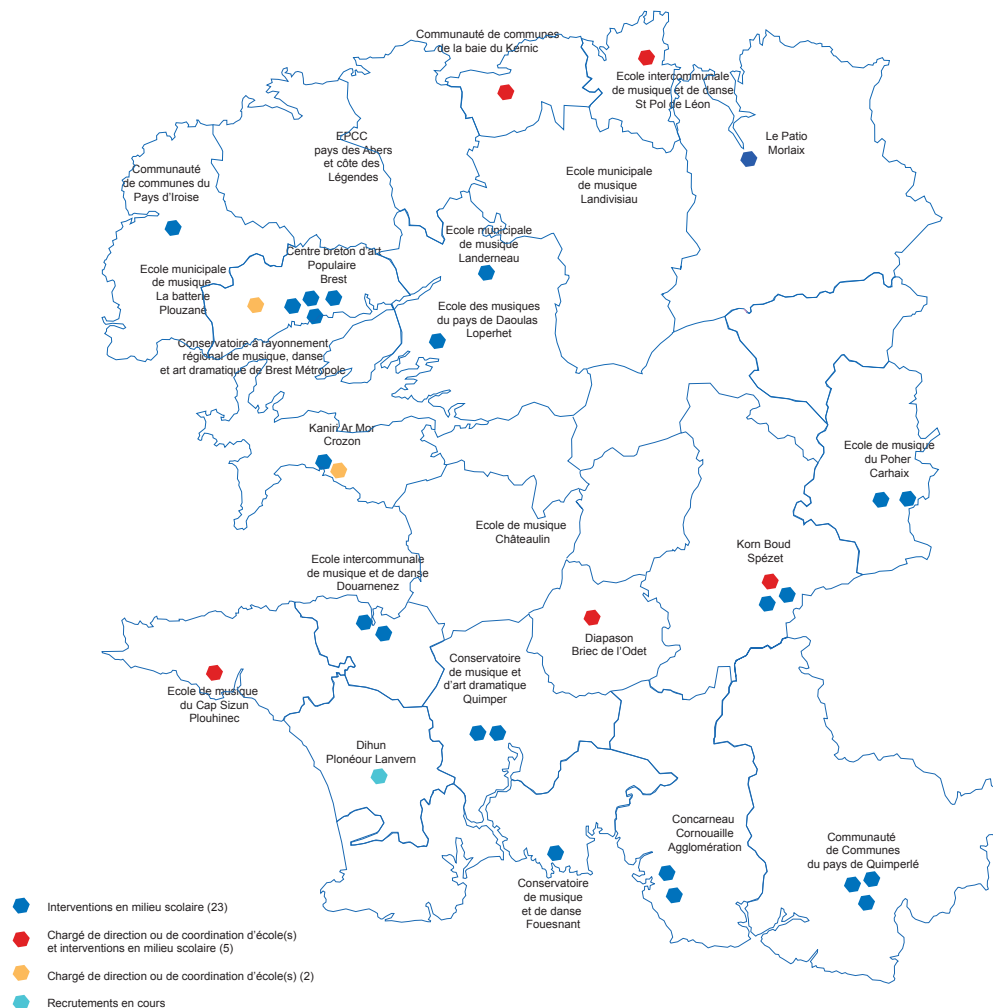 Communauté de communes
de la baie du Kernic
Ecole intercommunale
de musique et de danse
St Pol de Léon
Le Patio
Morlaix
EPCC
pays des Abers
et côte des
Légendes
Communauté
de communes du
Pays d'Iroise
Ecole municipale
de musique
Landivisiau
Ecole municipale
de musique
Landerneau
Centre breton d'art
Populaire
Brest
Ecole municipale
de musique
La batterie
Plouzane
Ecole des musiques
du pays de Daoulas
Loperhet
Conservatoire à rayonnement
régional de musique, danse
et art dramatique de Brest Métropole
Kanin Ar Mor
Crozon
Ecole de musique
du Poher
Carhaix
Ecole de musique
Châteaulin
Korn Boud
Spézet
Ecole intercommunale
de musique et de danse
Douarnenez
Diapason
Briec de l'Odet
Conservatoire
de musique et
d'art dramatique
Quimper
Ecole de musique
du Cap Sizun
Plouhinec
Dihun
Plonéour Lanvern
Concarneau
Cornouaille
Agglomération
Communauté
de Communes
du pays de Quimperlé
Conservatoire
de musique
et de danse
Fouesnant
Interventions en milieu scolaire (23)
Chargé de direction ou de coordination d'école(s)
et interventions en milieu scolaire (5)
Chargé de direction ou de coordination d'école(s) (2)
Recrutements en cours